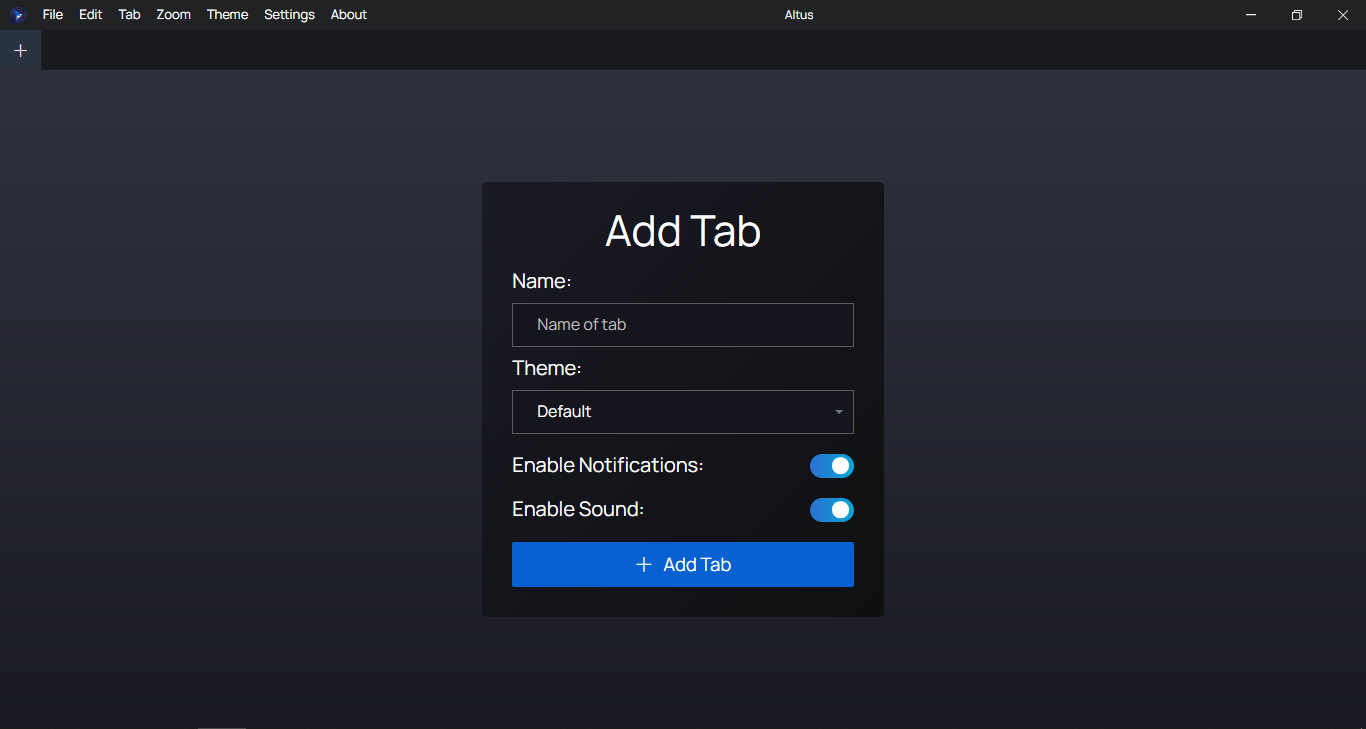 File Edit Tab Zoom Theme Settings About Altus
Add Tab
Name:
Name of tab
Theme:
Default
Enable Notifications:
Enable Sound:
Add Tab